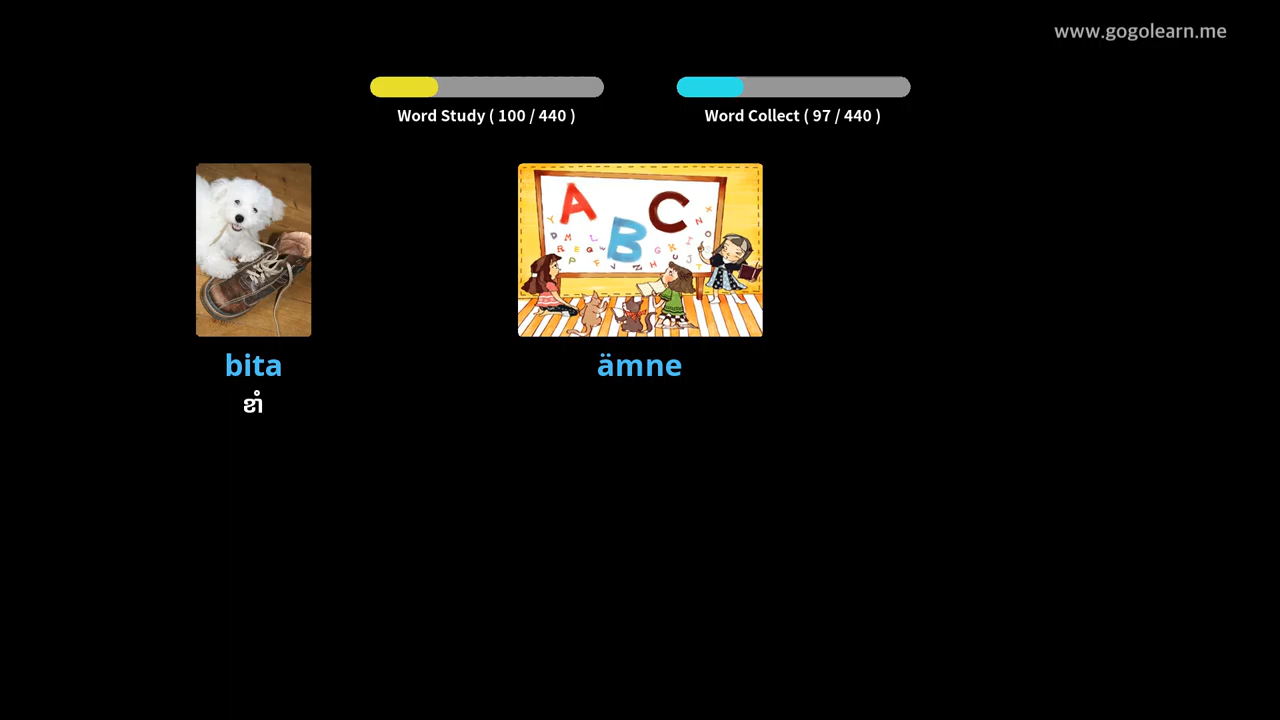 www.gogolearn.me
Word Study ( 100 / 440 )
Word Collect ( 97 / 440 )
A B C
bita
ämne
ខាំ